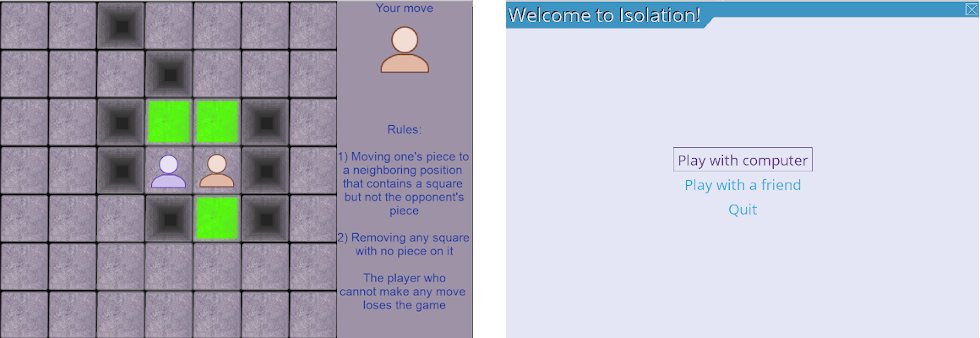 Your move
Rules:
1) Moving one's piece to
a neighboring position
that contains a square
but not the opponent's
piece
2) Removing any square
with no piece on it
The player who
cannot make any move
loses the game
Welcome to Isolation!
Play with computer
Play with a friend
Quit